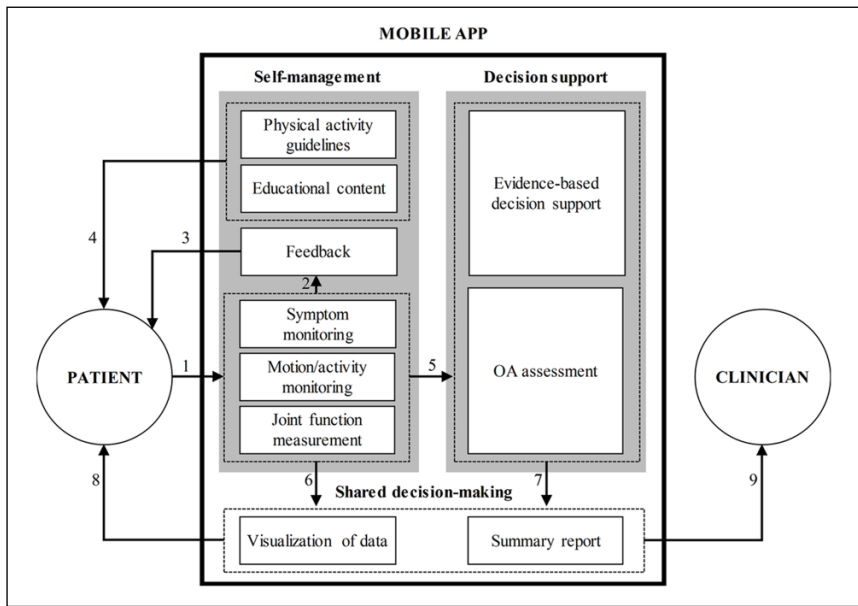 MOBILE APP
Self-management
Decision support
Physical activity
guidelines
Educational content
Evidence-based
decision support
4
3
Feedback
2
Symptom
monitoring
PATIENT
1
Motion/activity
monitoring
5
OA assessment
CLINICIAN
Joint function
measurement
8
6
7
9
Shared decision-making
Visualization of data
Summary report